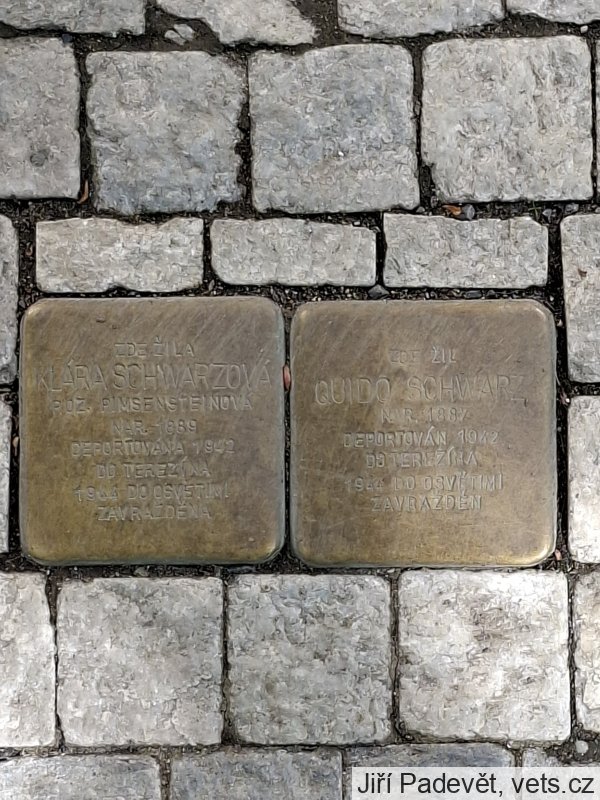 ZDE ŽILA
KLÁRA SCHWARZOVÁ
ROZ. PIMSENSTEINOVÁ
NAR. 1889
DEPORTOVÁNA 1942
DO TEREZÍNA
1944 DO OSVĚTIMI
ZAVRAŽDĚNA
ZDE ŽIL
QUIDO SCHWARZ
NAR. 1887
DEPORTOVÁN 1942
DO TEREZÍNA
1944 DO OSVĚTIMI
ZAVRAŽDĚN
Jiří Padevět, vets.cz